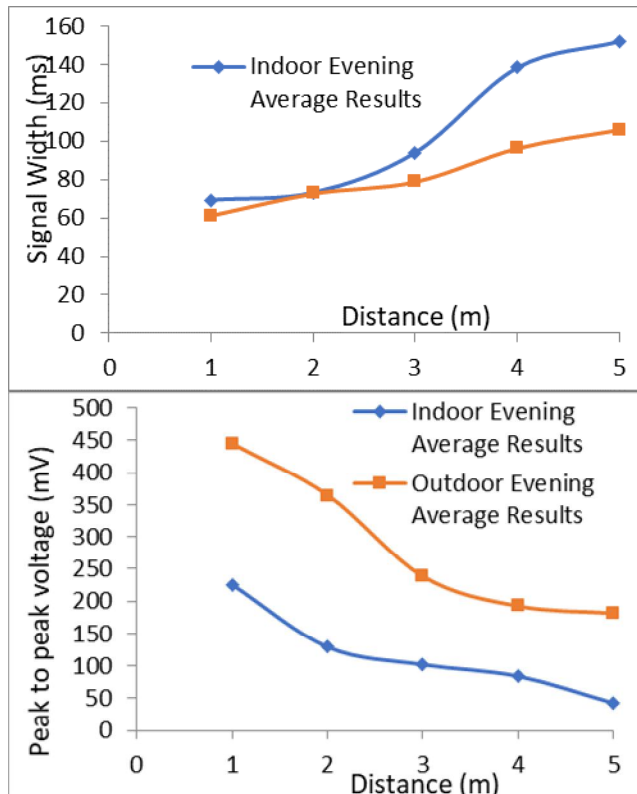 160
140
120
100
80
60
40
20
0
Signal Width (ms)
Indoor Evening
Average Results
Distance (m)
0 1 2 3 4 5
500
450
400
350
300
250
200
150
100
50
0
Peak to peak voltage (mV)
Indoor Evening
Average Results
Outdoor Evening
Average Results
0 1 2 3 4 5
Distance (m)